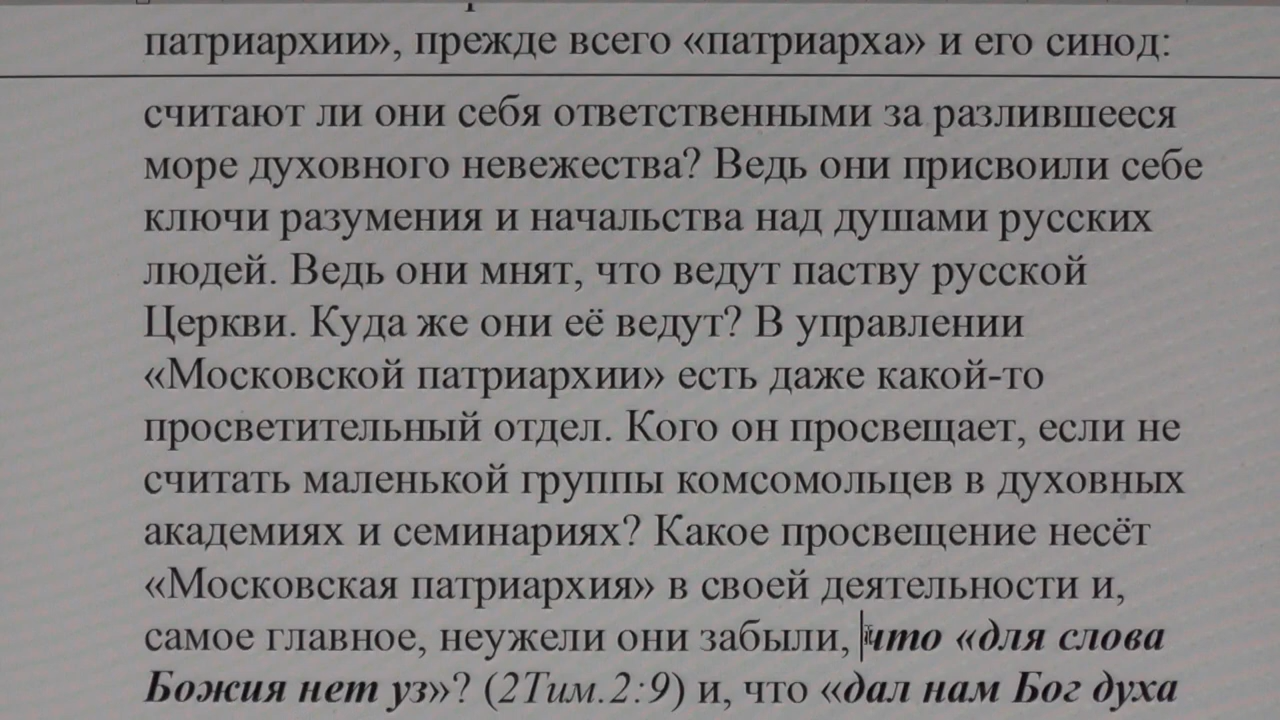 патриархии», прежде всего «патриарха» и его синод:
считают ли они себя ответственными за разлившееся
море духовного невежества? Ведь они присвоили себе
ключи разумения и начальства над душами русских
людей. Ведь они мнят, что ведут паству русской
Церкви. Куда же они её ведут? В управлении
«Московской патриархии» есть даже какой-то
просветительный отдел. Кого он просвещает, если не
считать маленькой группы комсомольцев в духовных
академиях и семинариях? Какое просвещение несёт
«Московская патриархия» в своей деятельности и,
самое главное, неужели они забыли, что «для слова
Божия нет уз»? (2Тим.2:9) и, что «дал нам Бог духа